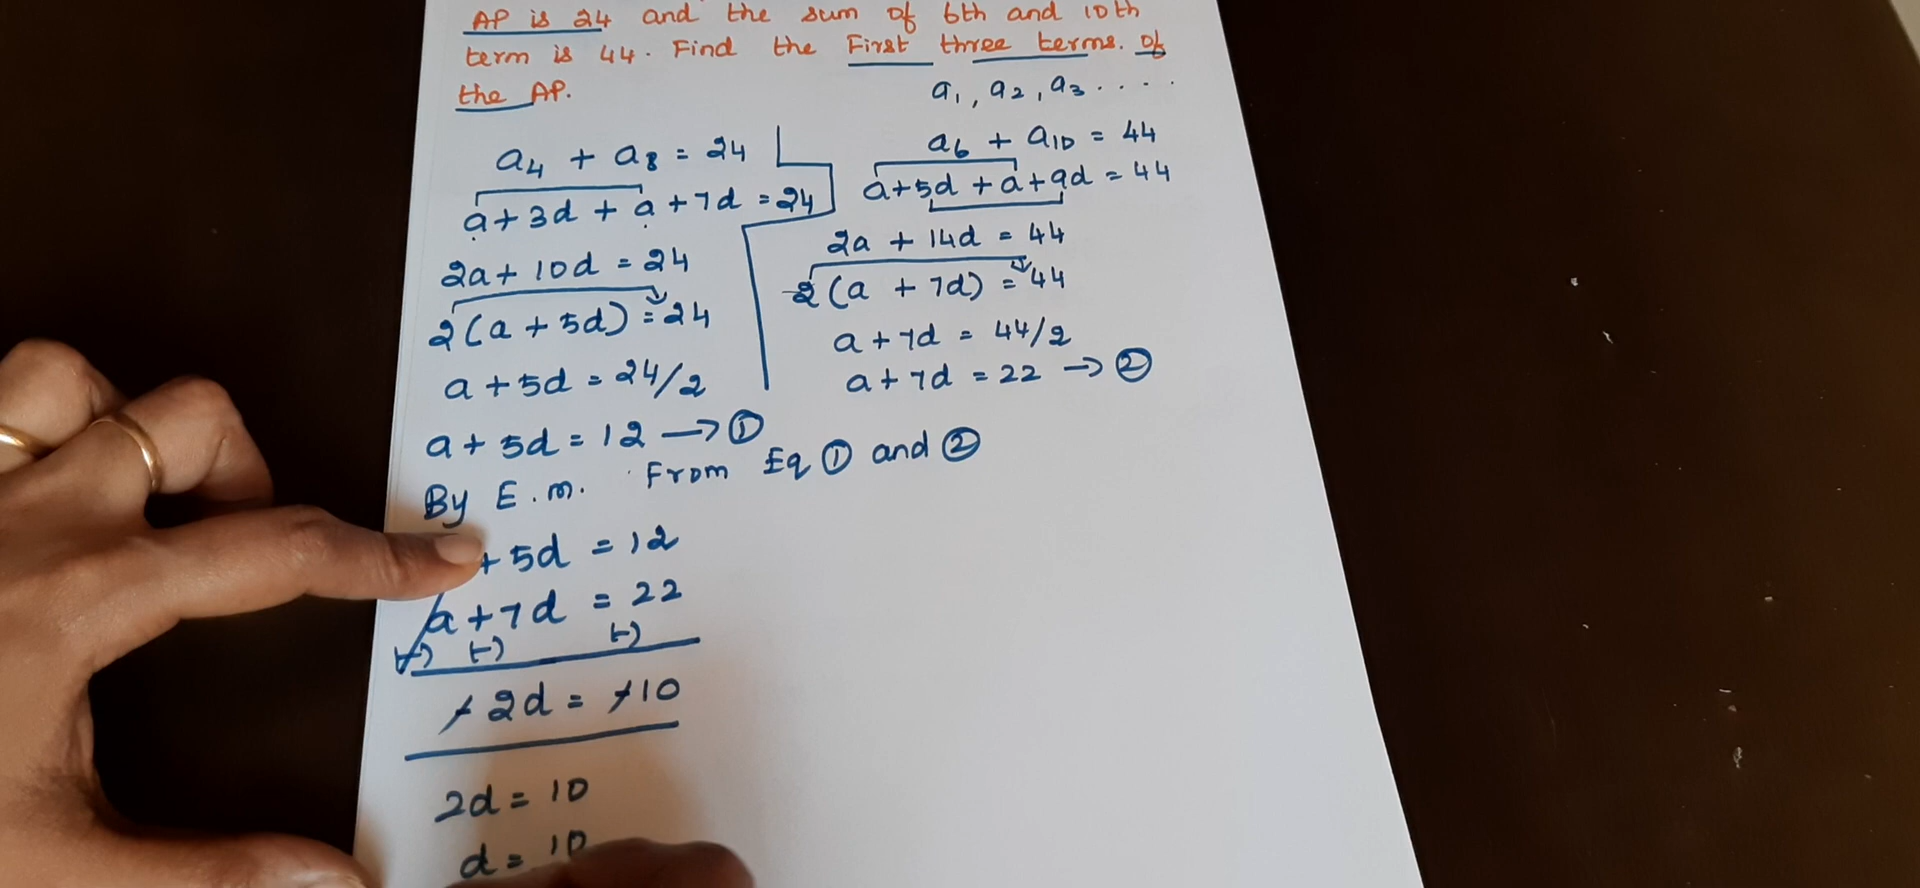 AP is 24 and the sum of 6th and 10th
term is 44. Find the First three terms. of
the AP.
a₁, a₂, a₃ . . . .
a₄ + a₈ = 24
a + 3d + a + 7d = 24
2a + 10d = 24
2(a + 5d) = 24
a + 5d = 24/2
a + 5d = 12 → ①
a₆ + a₁₀ = 44
a+5d + a+9d = 44
2a + 14d = 44
2(a + 7d) = 44
a + 7d = 44/2
a + 7d = 22 → ②
By E.m. From Eq ① and ②
+ 5d = 12
a + 7d = 22
(-) (-) (-)
- 2d = -10
2d = 10
d = 10